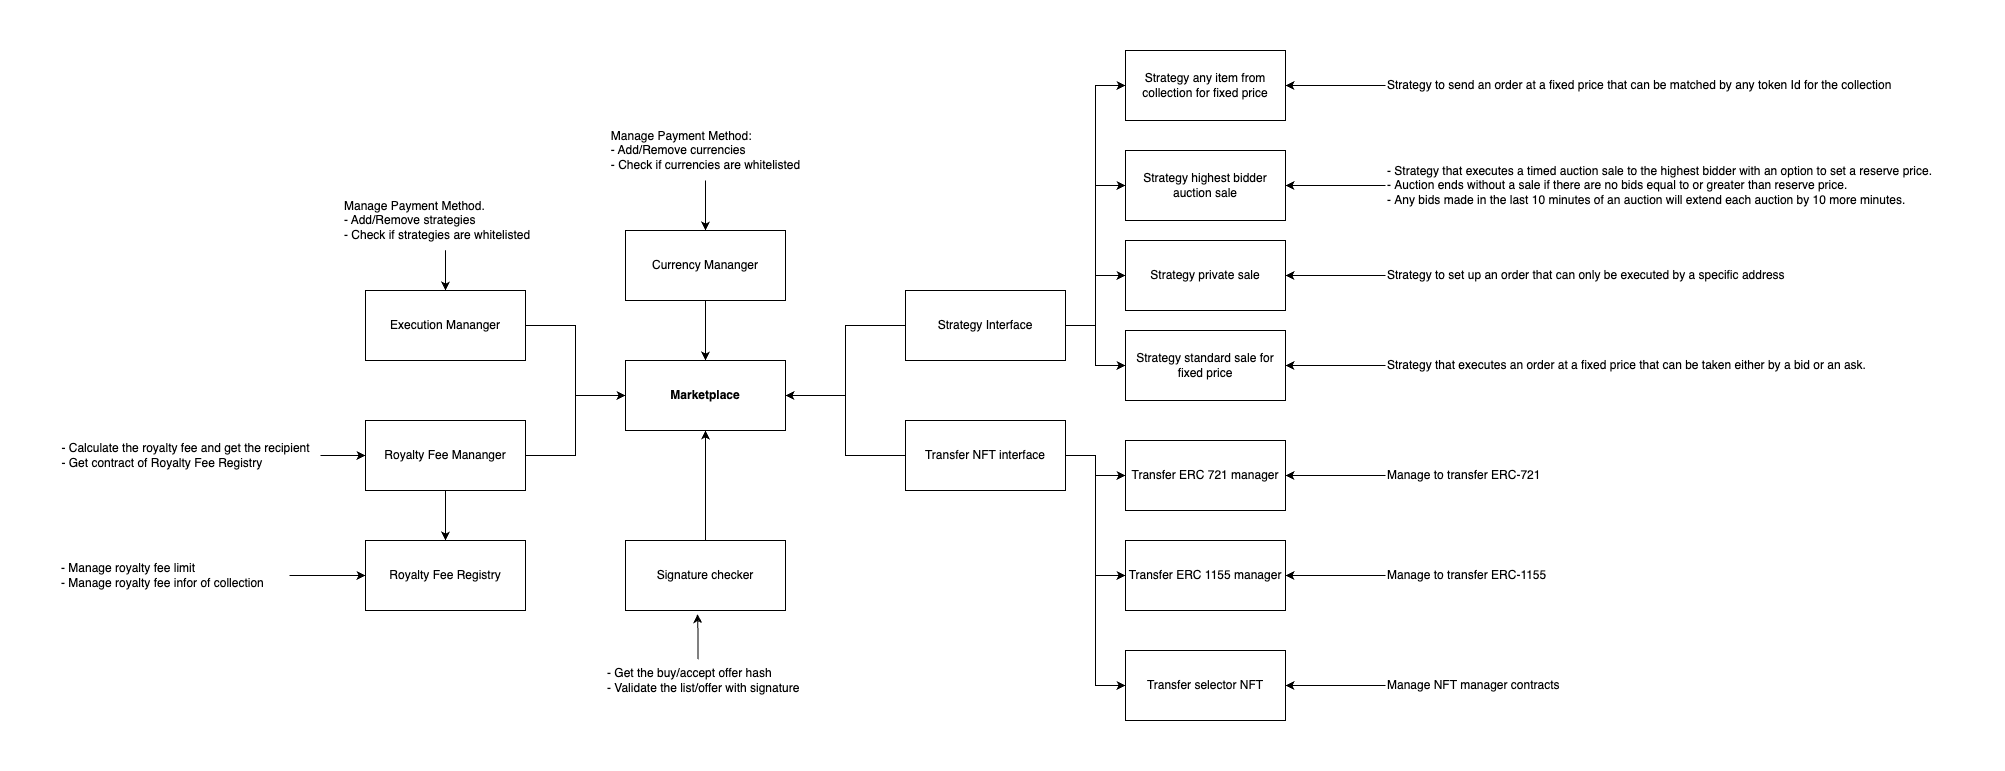 Strategy any item from
collection for fixed price
Strategy to send an order at a fixed price that can be matched by any token Id for the collection
Manage Payment Method:
- Add/Remove currencies
- Check if currencies are whitelisted
Strategy highest bidder
auction sale
- Strategy that executes a timed auction sale to the highest bidder with an option to set a reserve price.
- Auction ends without a sale if there are no bids equal to or greater than reserve price.
- Any bids made in the last 10 minutes of an auction will extend each auction by 10 more minutes.
Manage Payment Method.
- Add/Remove strategies
- Check if strategies are whitelisted
Currency Mananger
Strategy private sale
Strategy to set up an order that can only be executed by a specific address
Execution Mananger
Strategy Interface
Strategy standard sale for
fixed price
Strategy that executes an order at a fixed price that can be taken either by a bid or an ask.
Marketplace
- Calculate the royalty fee and get the recipient
- Get contract of Royalty Fee Registry
Royalty Fee Mananger
Transfer NFT interface
Transfer ERC 721 manager
Manage to transfer ERC-721
- Manage royalty fee limit
- Manage royalty fee infor of collection
Royalty Fee Registry
Signature checker
Transfer ERC 1155 manager
Manage to transfer ERC-1155
- Get the buy/accept offer hash
- Validate the list/offer with signature
Transfer selector NFT
Manage NFT manager contracts